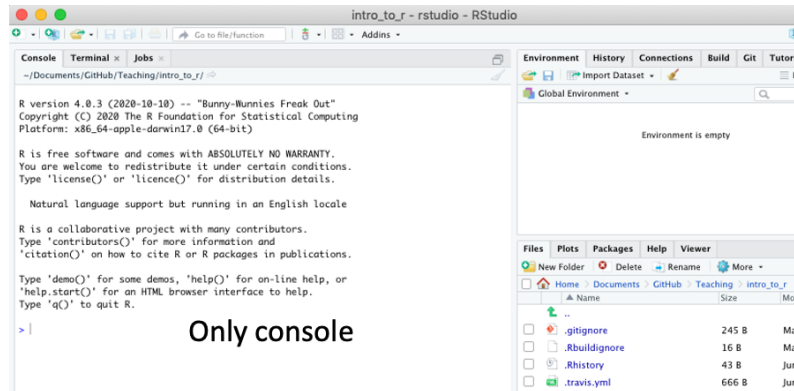 intro_to_r - rstudio - RStudio
Go to file/function
Addins
Console Terminal Jobs
~/Documents/GitHub/Teaching/intro_to_r/
R version 4.0.3 (2020-10-10) -- "Bunny-Wunnies Freak Out"
Copyright (C) 2020 The R Foundation for Statistical Computing
Platform: x86_64-apple-darwin17.0 (64-bit)
R is free software and comes with ABSOLUTELY NO WARRANTY.
You are welcome to redistribute it under certain conditions.
Type 'license()' or 'licence()' for distribution details.
Natural language support but running in an English locale
R is a collaborative project with many contributors.
Type 'contributors()' for more information and
'citation()' on how to cite R or R packages in publications.
Type 'demo()' for some demos, 'help()' for on-line help, or
'help.start()' for an HTML browser interface to help.
Type 'q()' to quit R.
>
Only console
Environment History Connections Build Git Tutor
Import Dataset
Global Environment
Environment is empty
Files Plots Packages Help Viewer
New Folder Delete Rename More
Home Documents GitHub Teaching intro_to_r
Name Size Mo
..
.gitignore 245 B Ma
.Rbuildignore 16 B Ma
.Rhistory 43 B Jun
.travis.yml 666 B Jun